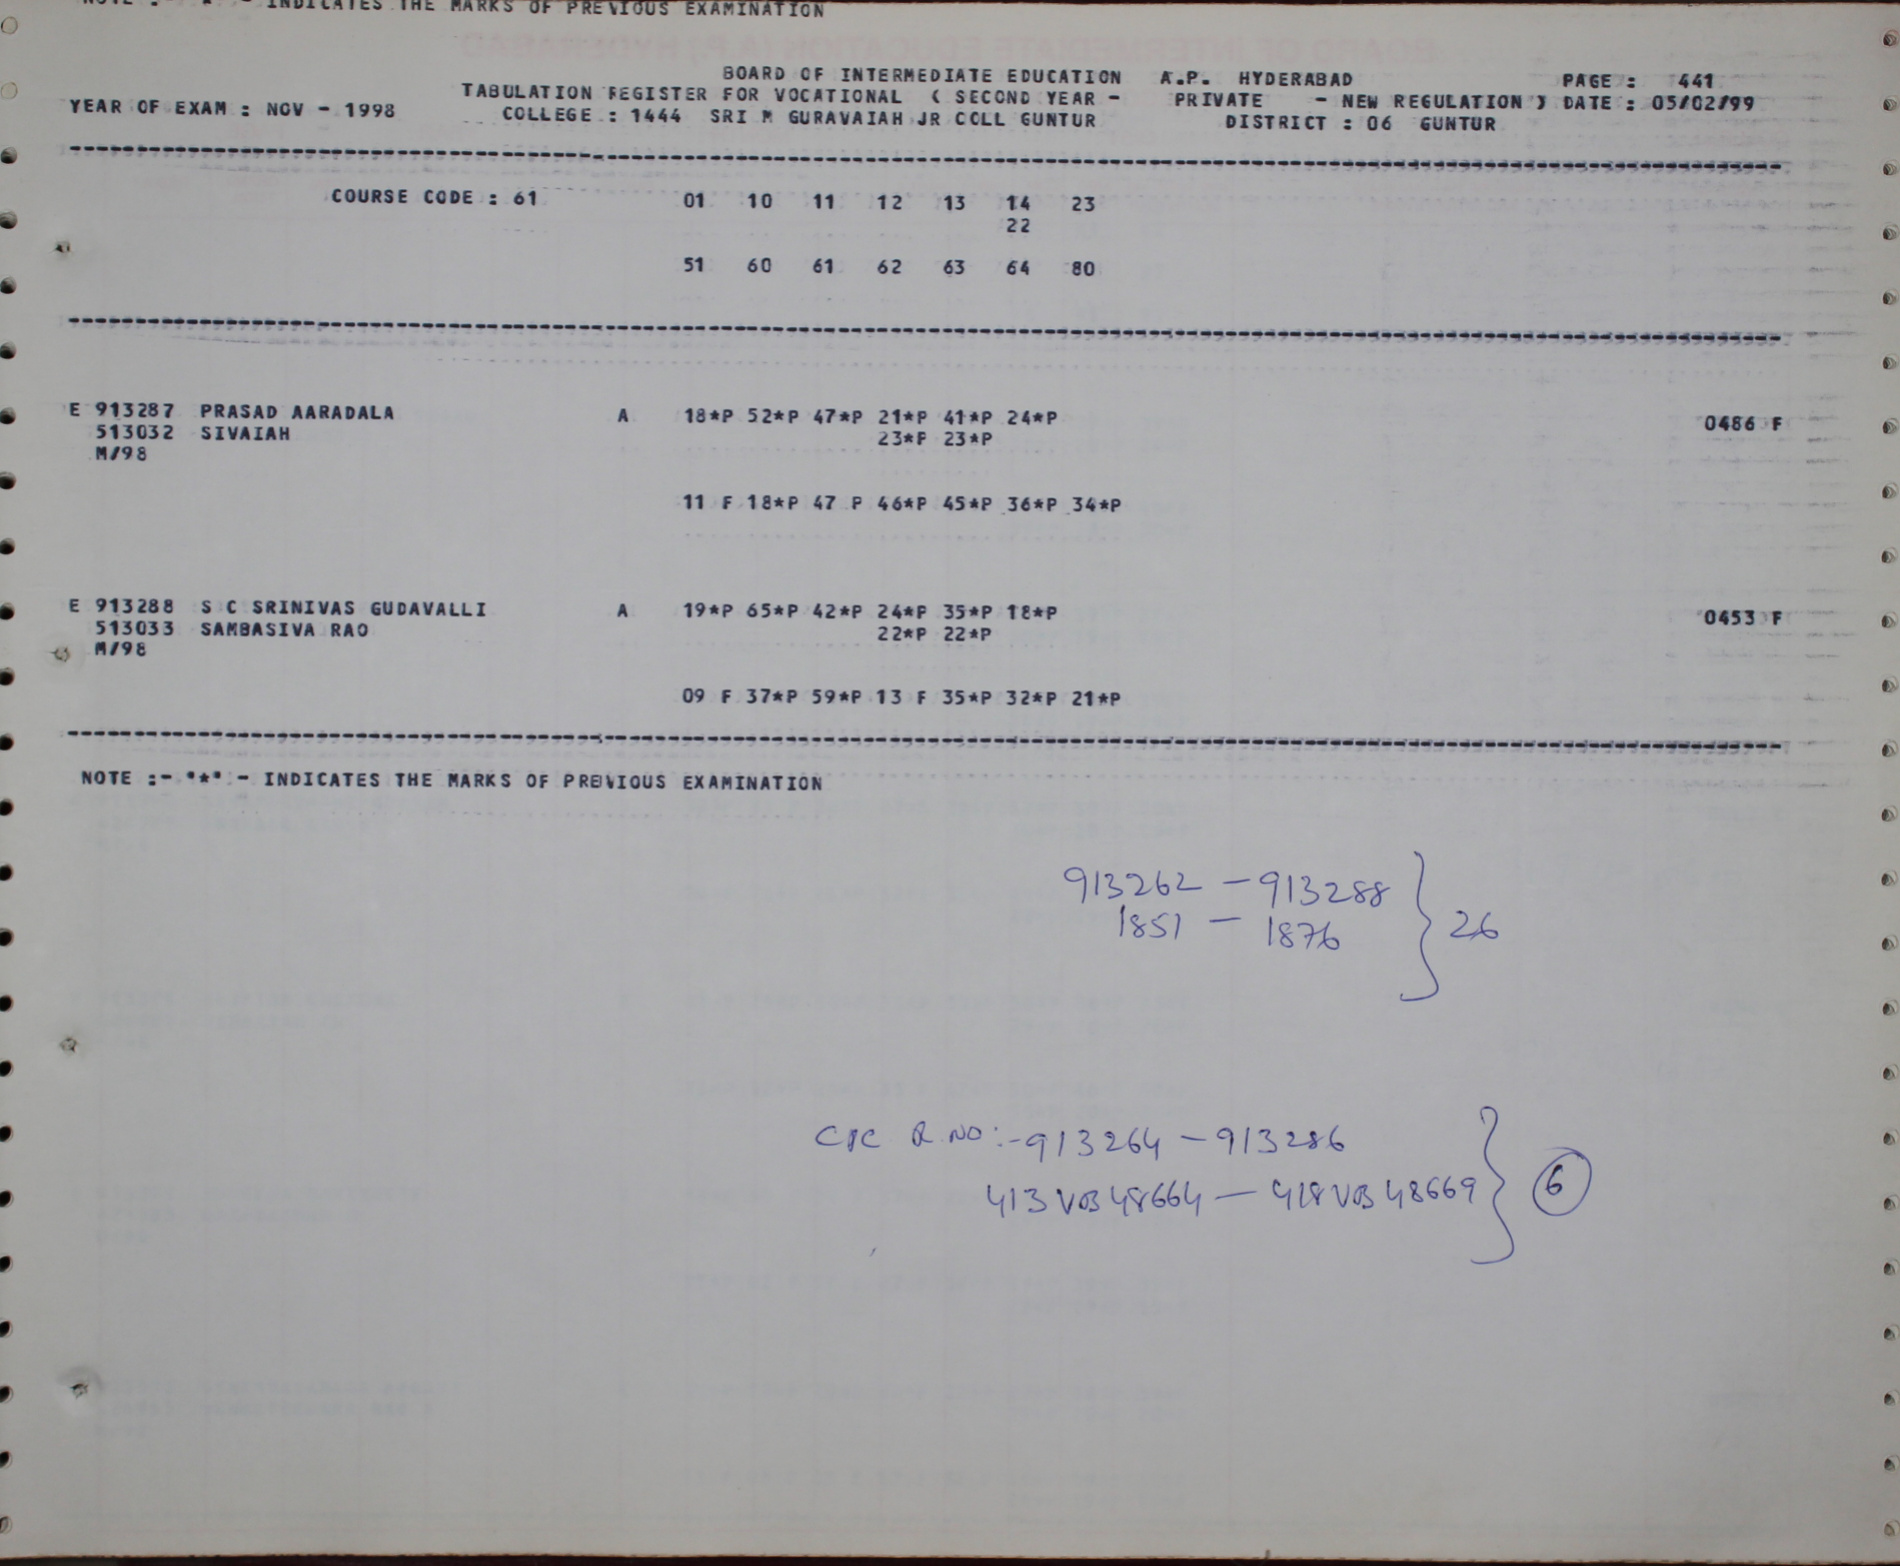 INDICATES THE MARKS OF PREVIOUS EXAMINATION
BOARD OF INTERMEDIATE EDUCATION A.P. HYDERABAD PAGE : 441
TABULATION REGISTER FOR VOCATIONAL ( SECOND YEAR - PRIVATE - NEW REGULATION ) DATE : 05/02/99
YEAR OF EXAM : NOV - 1998 COLLEGE : 1444 SRI M GURAVAIAH JR COLL GUNTUR DISTRICT : 06 GUNTUR
COURSE CODE : 61 01 10 11 12 13 14 23
22
51 60 61 62 63 64 80
E 913287 PRASAD AARADALA A 18*P 52*P 47*P 21*P 41*P 24*P 0486 F
513032 SIVAIAH 23*P 23*P
M/98
11 F 18*P 47 P 46*P 45*P 36*P 34*P
E 913288 S C SRINIVAS GUDAVALLI A 19*P 65*P 42*P 24*P 35*P 18*P 0453 F
513033 SAMBASIVA RAO 22*P 22*P
M/98
09 F 37*P 59*P 13 F 35*P 32*P 21*P
NOTE :- "*" - INDICATES THE MARKS OF PREVIOUS EXAMINATION
913262 - 913288
1851 - 1876 } 26
R.NO:- 913264 - 913286
413 VB 48664 - 418 VB 48669 } 6